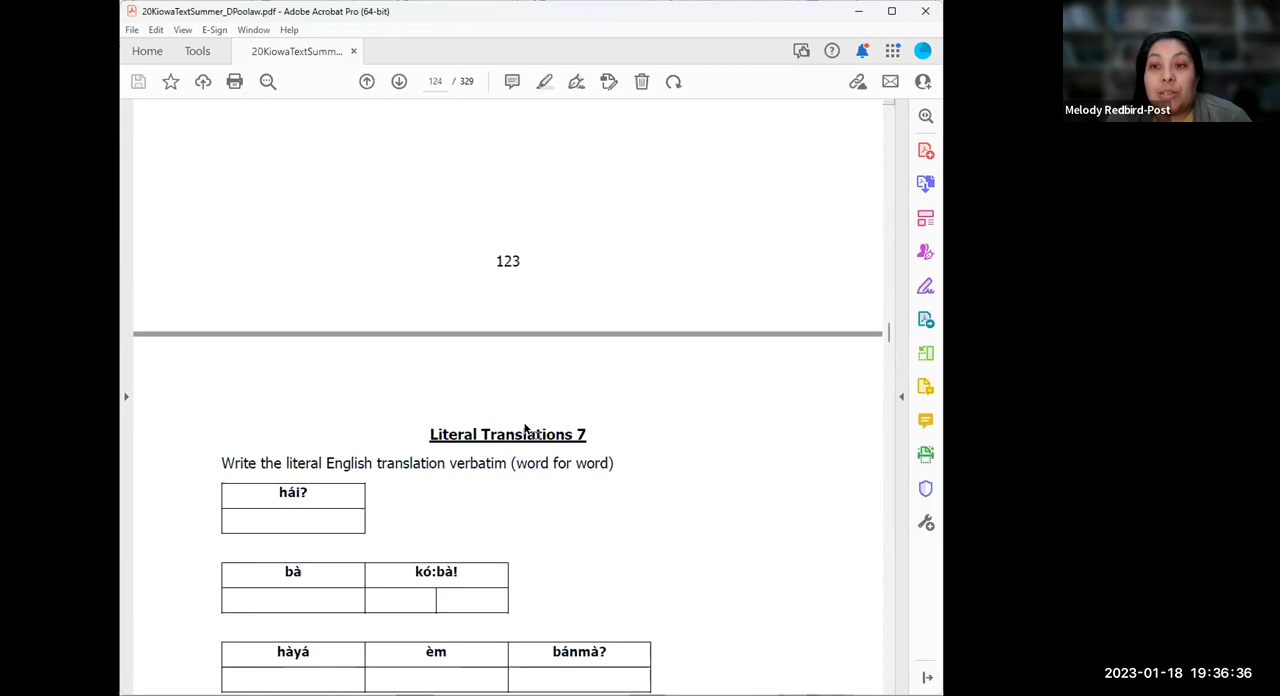 20KiowaTextSummer_DPoolaw.pdf - Adobe Acrobat Pro (64-bit)
File Edit View E-Sign Window Help
Home Tools 20KiowaTextSumm... ×
124 / 329
Melody Redbird-Post
123
Literal Translations 7
Write the literal English translation verbatim (word for word)
hái?
bà kó:bà!
hàyá èm bánmà?
2023-01-18 19:36:36